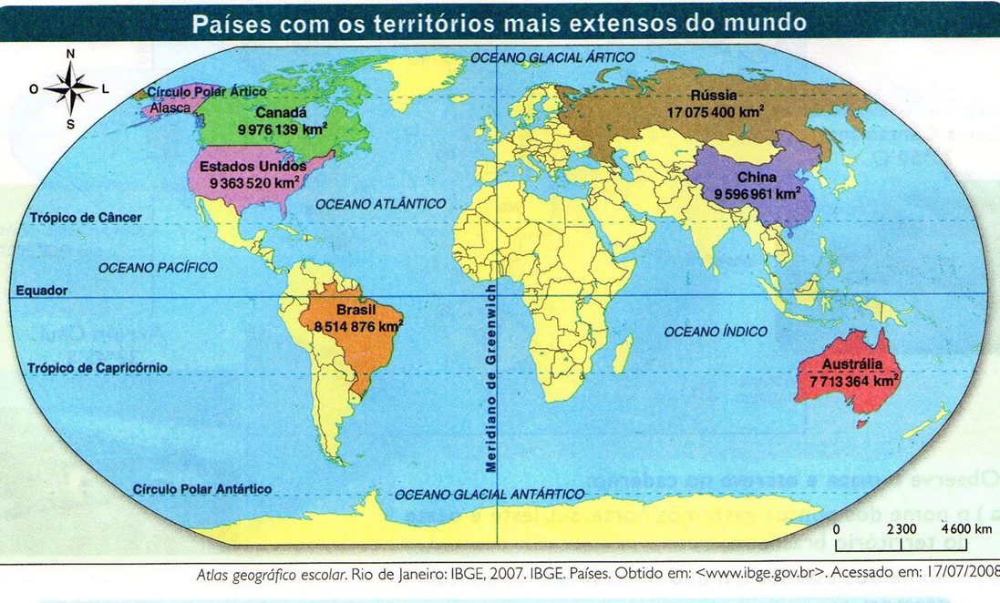 Países com os territórios mais extensos do mundo
N
O
L
S
OCEANO GLACIAL ÁRTICO
Círculo Polar Ártico
Alasca
Canadá
9 976 139 km²
Rússia
17 075 400 km²
Estados Unidos
9 363 520 km²
China
9 596 961 km²
OCEANO ATLÂNTICO
Trópico de Câncer
OCEANO PACÍFICO
Equador
Brasil
8 514 876 km²
Meridiano de Greenwich
OCEANO ÍNDICO
Trópico de Capricórnio
Austrália
7 713 364 km²
Círculo Polar Antártico
OCEANO GLACIAL ANTÁRTICO
0 2 300 4 600 km
Atlas geográfico escolar. Rio de Janeiro: IBGE, 2007. IBGE. Países. Obtido em: <www.ibge.gov.br>. Acessado em: 17/07/2008